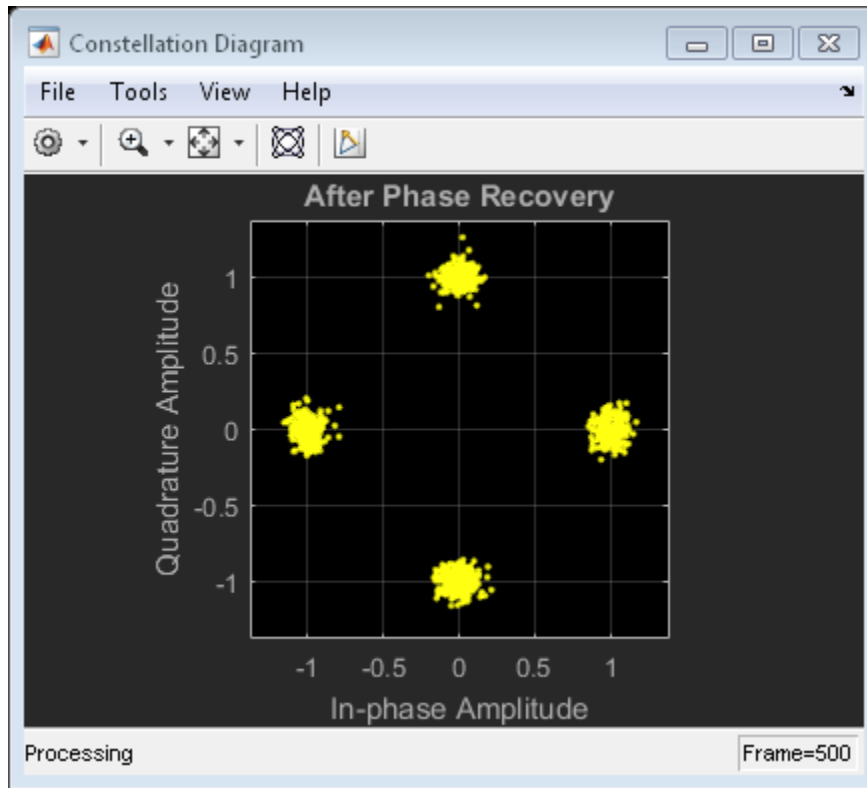 Constellation Diagram
File Tools View Help
After Phase Recovery
Quadrature Amplitude
1
0.5
0
-0.5
-1
-1 -0.5 0 0.5 1
In-phase Amplitude
Processing Frame=500